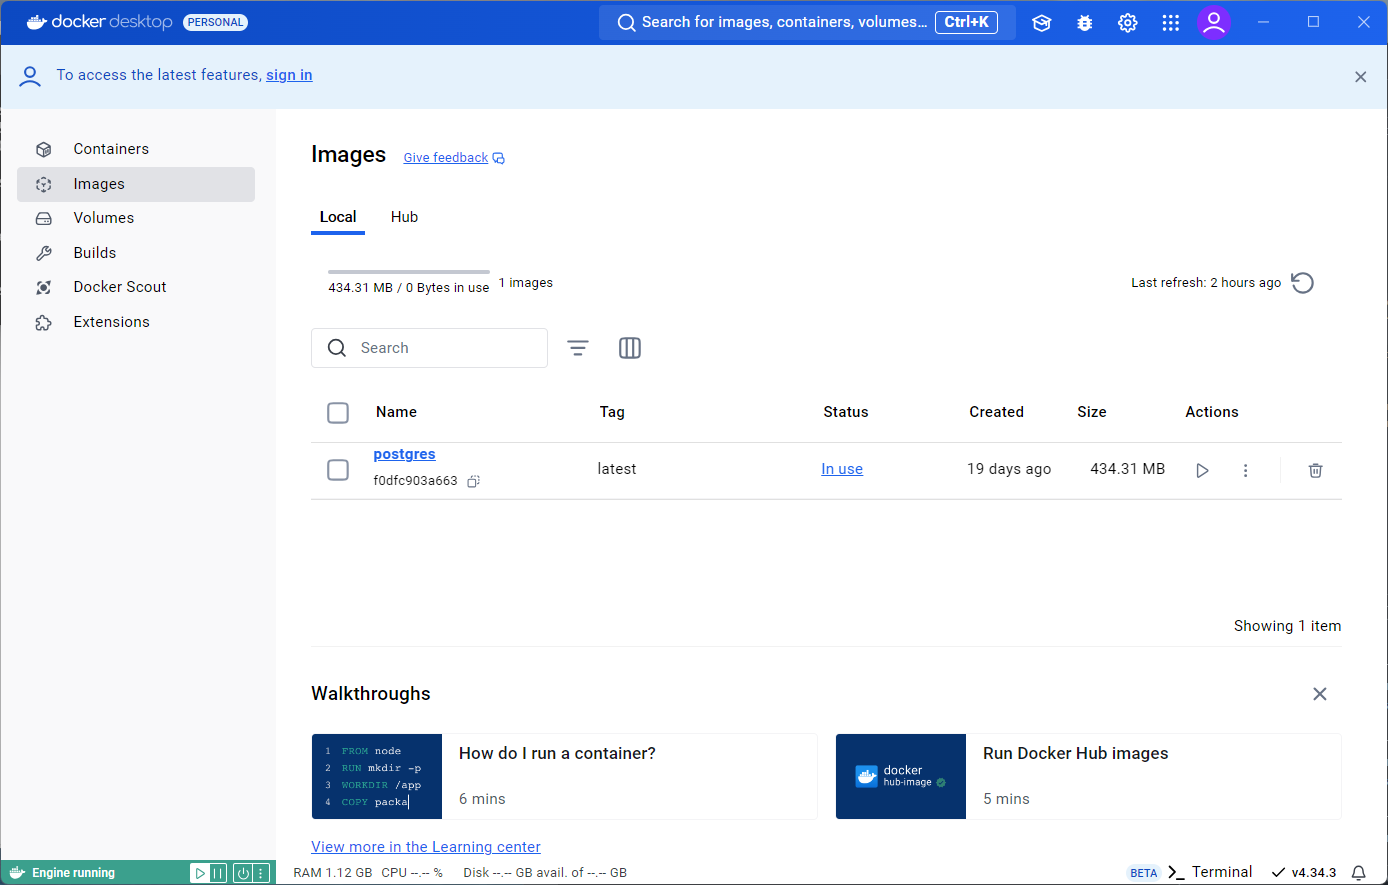 docker desktop PERSONAL
Search for images, containers, volumes... Ctrl+K
To access the latest features, sign in
Containers
Images
Volumes
Builds
Docker Scout
Extensions
Images Give feedback
Local Hub
434.31 MB / 0 Bytes in use 1 images
Last refresh: 2 hours ago
Search
Name Tag Status Created Size Actions
postgres
f0dfc903a663
latest In use 19 days ago 434.31 MB
Showing 1 item
Walkthroughs
1 FROM node
2 RUN mkdir -p
3 WORKDIR /app
4 COPY packa
How do I run a container?
6 mins
docker
hub-image
Run Docker Hub images
5 mins
View more in the Learning center
Engine running
RAM 1.12 GB CPU --.-- % Disk --.-- GB avail. of --.-- GB
BETA >_ Terminal v4.34.3